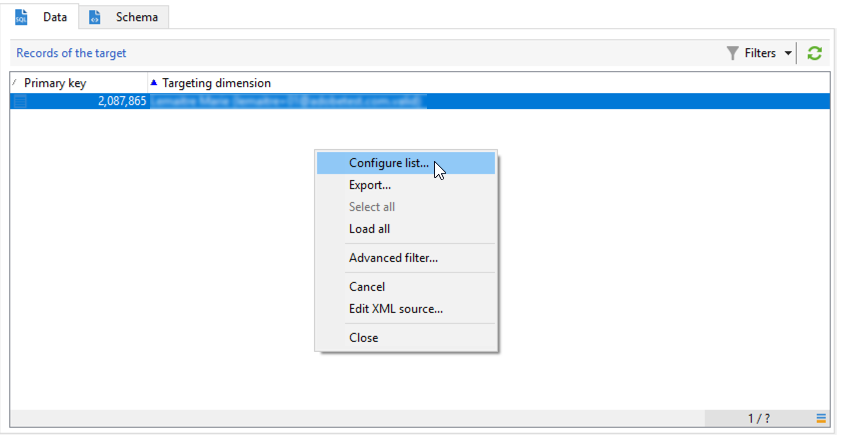 SQL Data Schema
Records of the target Filters
Primary key Targeting dimension
2,087,865
Configure list...
Export...
Select all
Load all
Advanced filter...
Cancel
Edit XML source...
Close
1 / ?